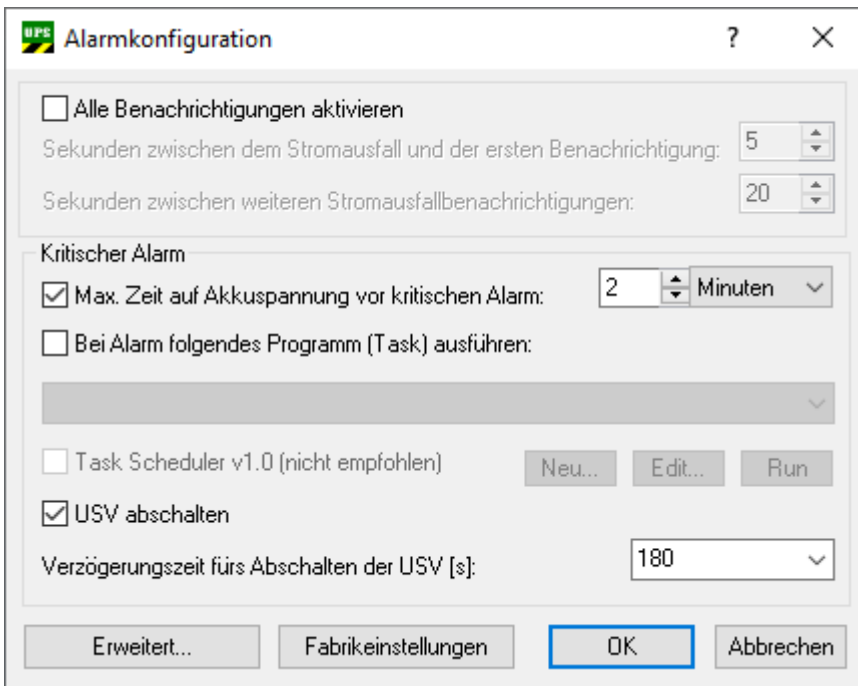 UPS Alarmkonfiguration ?
Alle Benachrichtigungen aktivieren
Sekunden zwischen dem Stromausfall und der ersten Benachrichtigung: 5
Sekunden zwischen weiteren Stromausfallbenachrichtigungen: 20
Kritischer Alarm
Max. Zeit auf Akkuspannung vor kritischen Alarm: 2 Minuten
Bei Alarm folgendes Programm (Task) ausführen:
Task Scheduler v1.0 (nicht empfohlen) Neu... Edit... Run
USV abschalten
Verzögerungszeit fürs Abschalten der USV [s]: 180
Erweitert... Fabrikeinstellungen OK Abbrechen